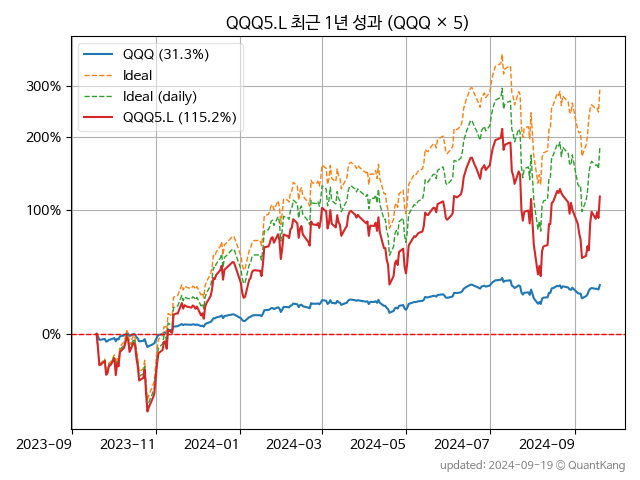 QQQ5.L 최근 1년 성과 (QQQ × 5)
QQQ (31.3%)
Ideal
Ideal (daily)
QQQ5.L (115.2%)
300%
200%
100%
0%
2023-09 2023-11 2024-01 2024-03 2024-05 2024-07 2024-09
updated: 2024-09-19 © QuantKang